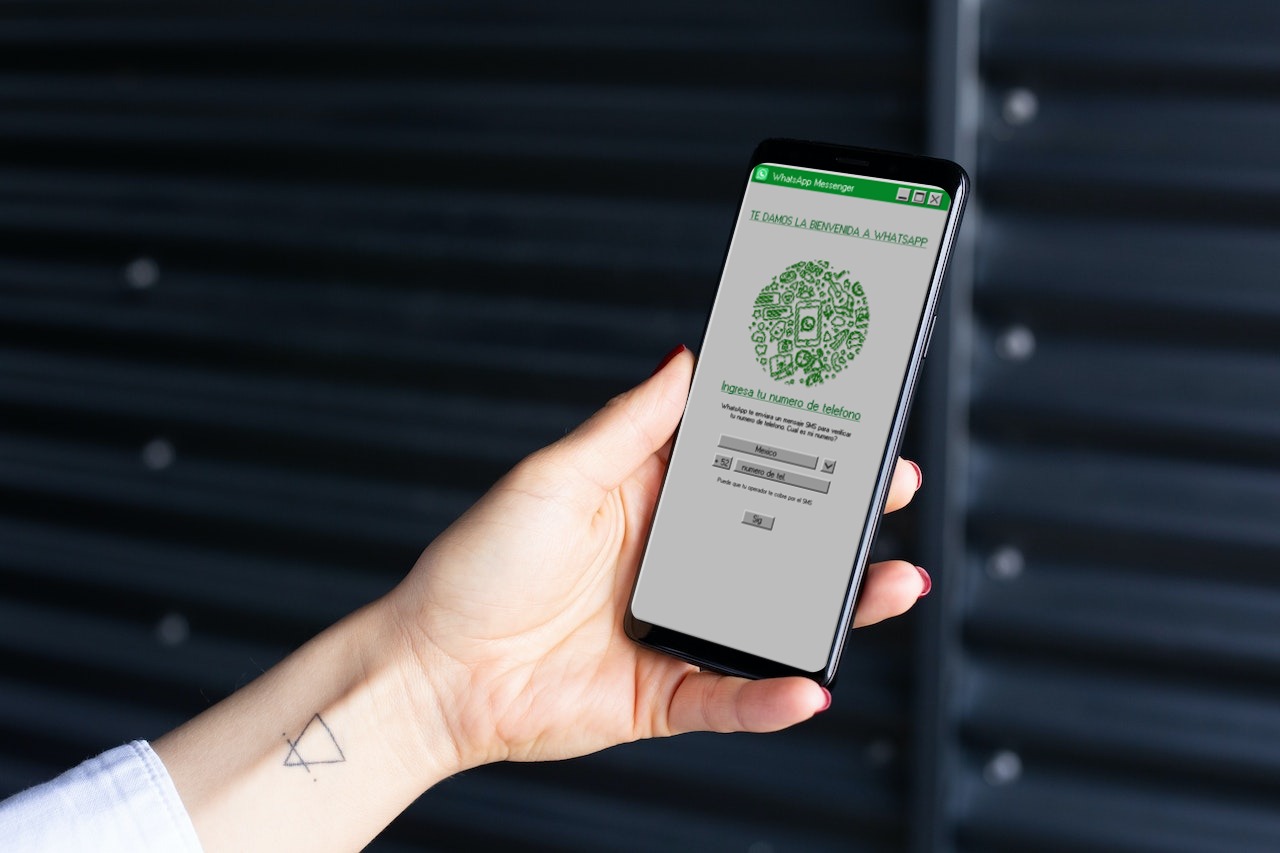 WhatsApp Messenger
TE DAMOS LA BIENVENIDA A WHATSAPP
Ingresa tu numero de telefono
WhatsApp te enviara un mensaje SMS para verificar
tu numero de telefono. Cual es mi numero?
Mexico
+ 52 numero de tel.
Puede que tu operador te cobre por el SMS
Sig